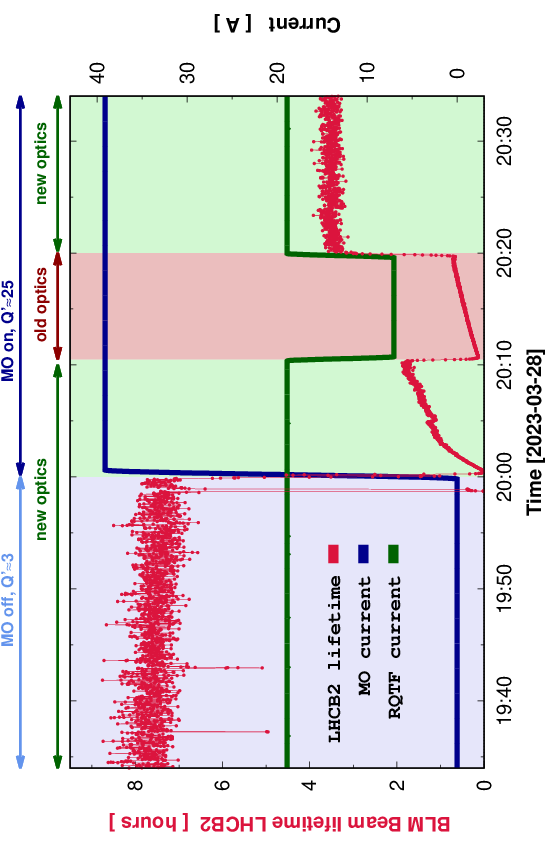 MO off, Q'≈3
MO on, Q'≈25
new optics
old optics
new optics
BLM Beam lifetime LHCB2 [ hours ]
8
6
4
2
0
Current [ A ]
40
30
20
10
0
LHCB2 lifetime
MO current
RQTF current
19:40
19:50
20:00
20:10
20:20
20:30
Time [2023-03-28]